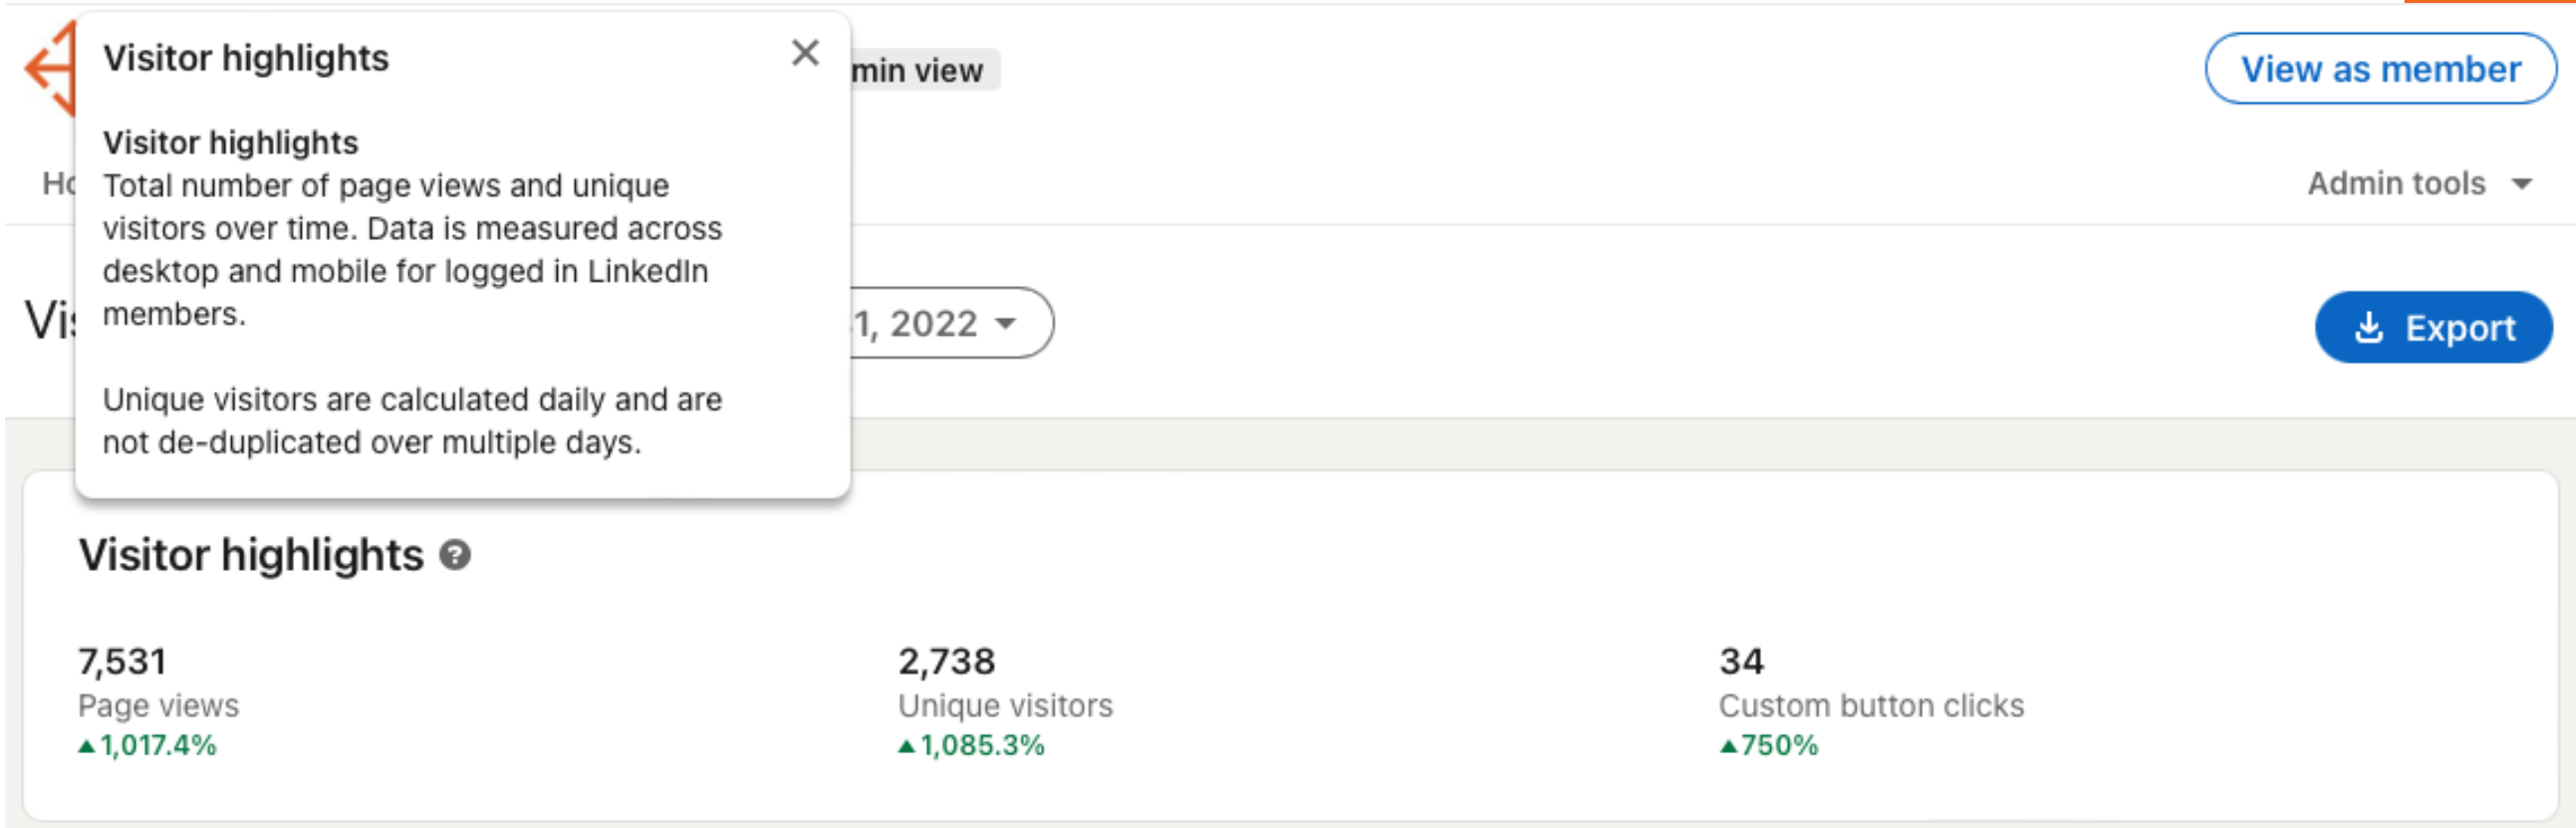 Visitor highlights
min view
View as member
Visitor highlights
Total number of page views and unique
visitors over time. Data is measured across
desktop and mobile for logged in LinkedIn
members.
Unique visitors are calculated daily and are
not de-duplicated over multiple days.
Admin tools
1, 2022
Export
Visitor highlights
7,531
Page views
1,017.4%
2,738
Unique visitors
1,085.3%
34
Custom button clicks
750%